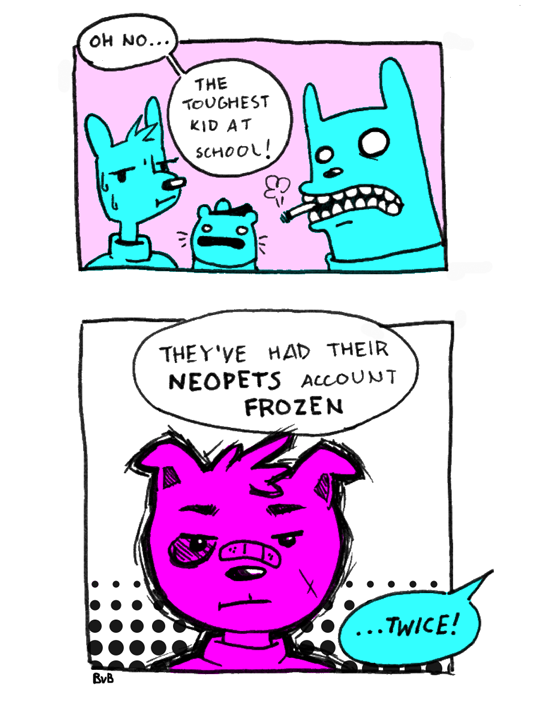 OH NO...
THE
TOUGHEST
KID AT
SCHOOL!
THEY'VE HAD THEIR
NEOPETS ACCOUNT
FROZEN
...TWICE!
BVB